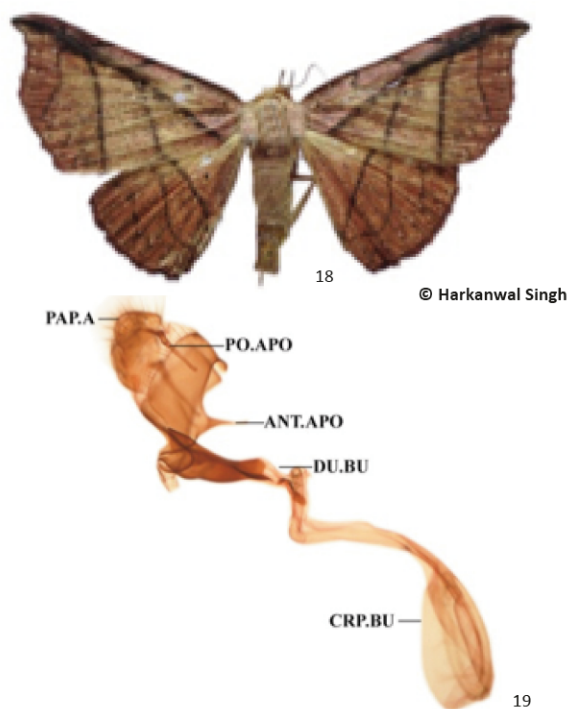 18
© Harkanwal Singh
PAP.A
PO.APO
ANT.APO
DU.BU
CRP.BU
19